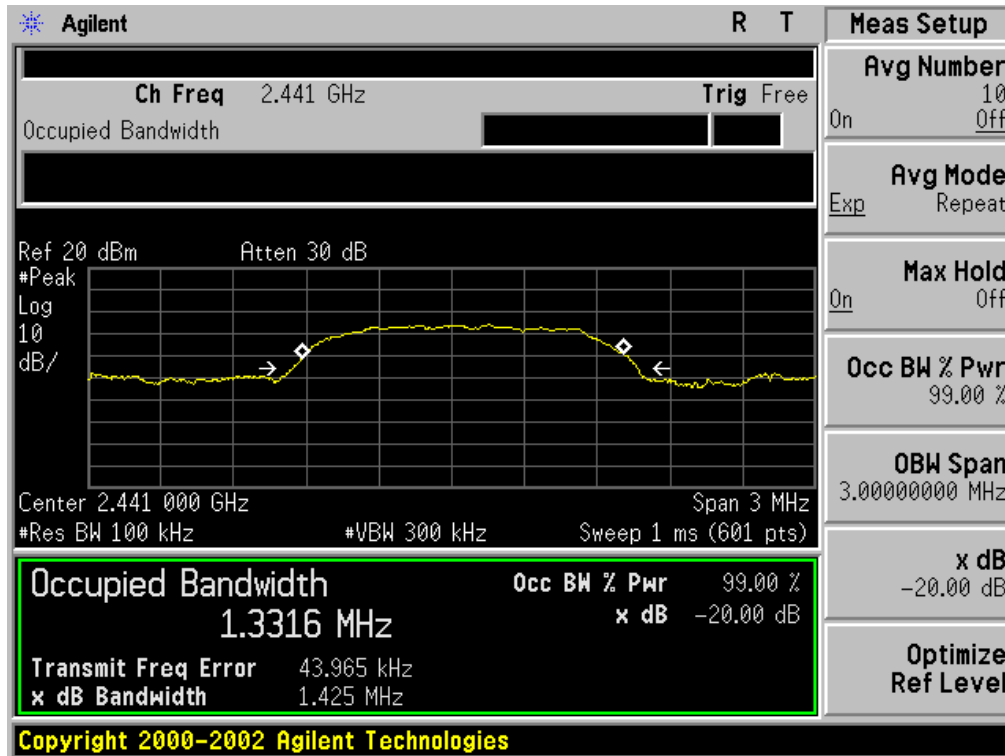 Agilent R T
Ch Freq 2.441 GHz Trig Free
Occupied Bandwidth
Ref 20 dBm Atten 30 dB
#Peak
Log
10
dB/
Center 2.441 000 GHz Span 3 MHz
#Res BW 100 kHz #VBW 300 kHz Sweep 1 ms (601 pts)
Occupied Bandwidth Occ BW % Pwr 99.00 %
1.3316 MHz x dB -20.00 dB
Transmit Freq Error 43.965 kHz
x dB Bandwidth 1.425 MHz
Copyright 2000-2002 Agilent Technologies
Meas Setup
Avg Number
10
On Off
Avg Mode
Exp Repeat
Max Hold
On Off
Occ BW % Pwr
99.00 %
OBW Span
3.00000000 MHz
x dB
-20.00 dB
Optimize
Ref Level